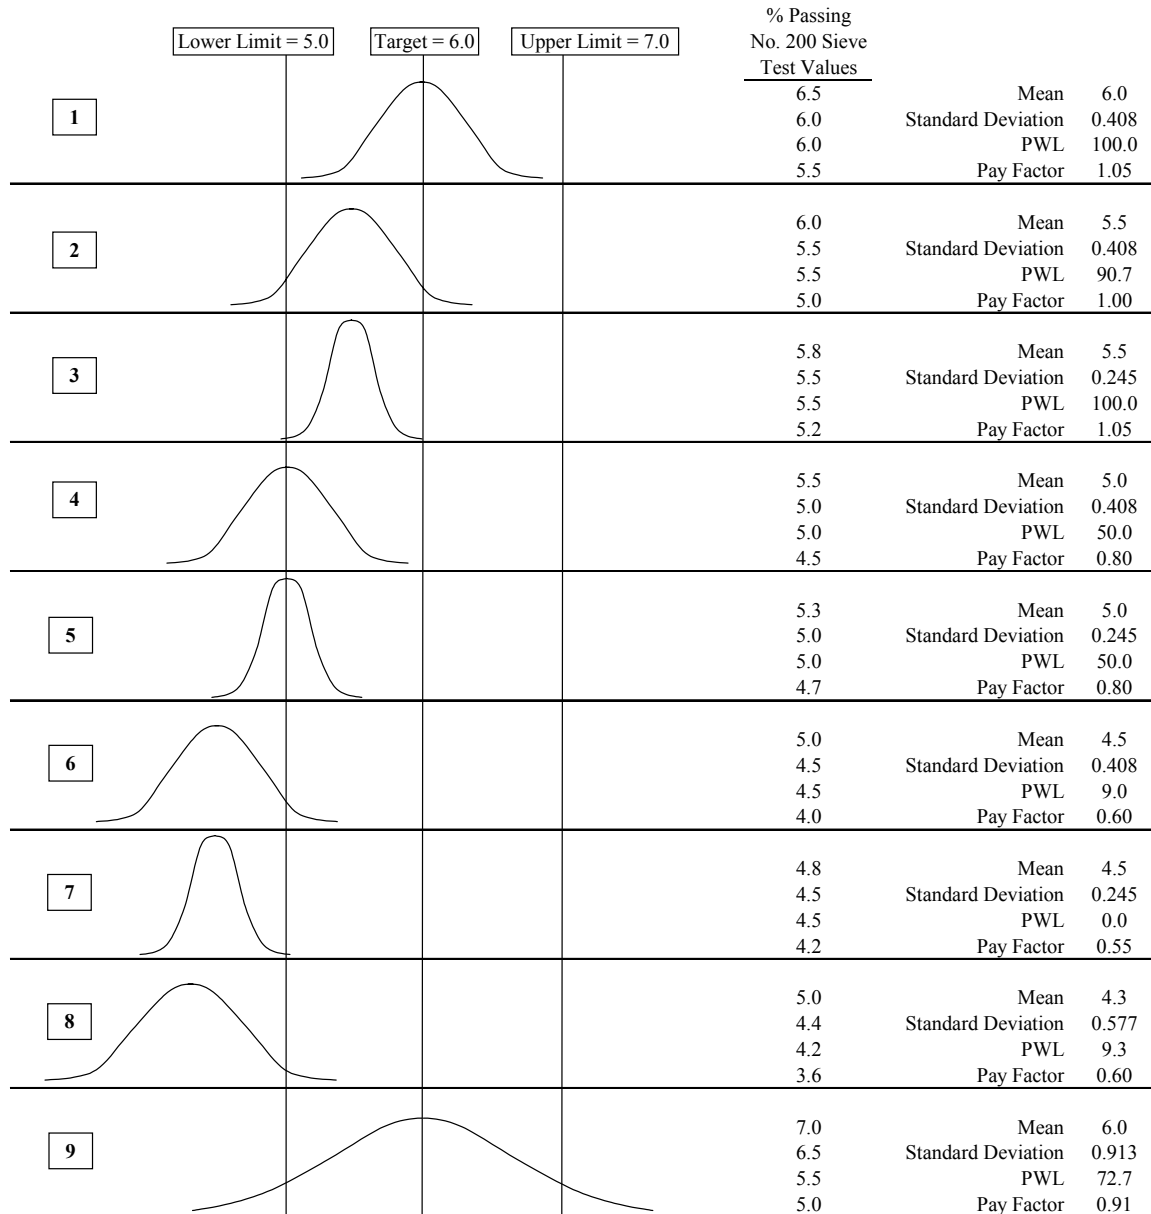 % Passing
Lower Limit = 5.0 Target = 6.0 Upper Limit = 7.0 No. 200 Sieve
Test Values
6.5 Mean 6.0
1 6.0 Standard Deviation 0.408
6.0 PWL 100.0
5.5 Pay Factor 1.05
6.0 Mean 5.5
2 5.5 Standard Deviation 0.408
5.5 PWL 90.7
5.0 Pay Factor 1.00
5.8 Mean 5.5
3 5.5 Standard Deviation 0.245
5.5 PWL 100.0
5.2 Pay Factor 1.05
5.5 Mean 5.0
4 5.0 Standard Deviation 0.408
5.0 PWL 50.0
4.5 Pay Factor 0.80
5.3 Mean 5.0
5 5.0 Standard Deviation 0.245
5.0 PWL 50.0
4.7 Pay Factor 0.80
5.0 Mean 4.5
6 4.5 Standard Deviation 0.408
4.5 PWL 9.0
4.0 Pay Factor 0.60
4.8 Mean 4.5
7 4.5 Standard Deviation 0.245
4.5 PWL 0.0
4.2 Pay Factor 0.55
5.0 Mean 4.3
8 4.4 Standard Deviation 0.577
4.2 PWL 9.3
3.6 Pay Factor 0.60
7.0 Mean 6.0
9 6.5 Standard Deviation 0.913
5.5 PWL 72.7
5.0 Pay Factor 0.91